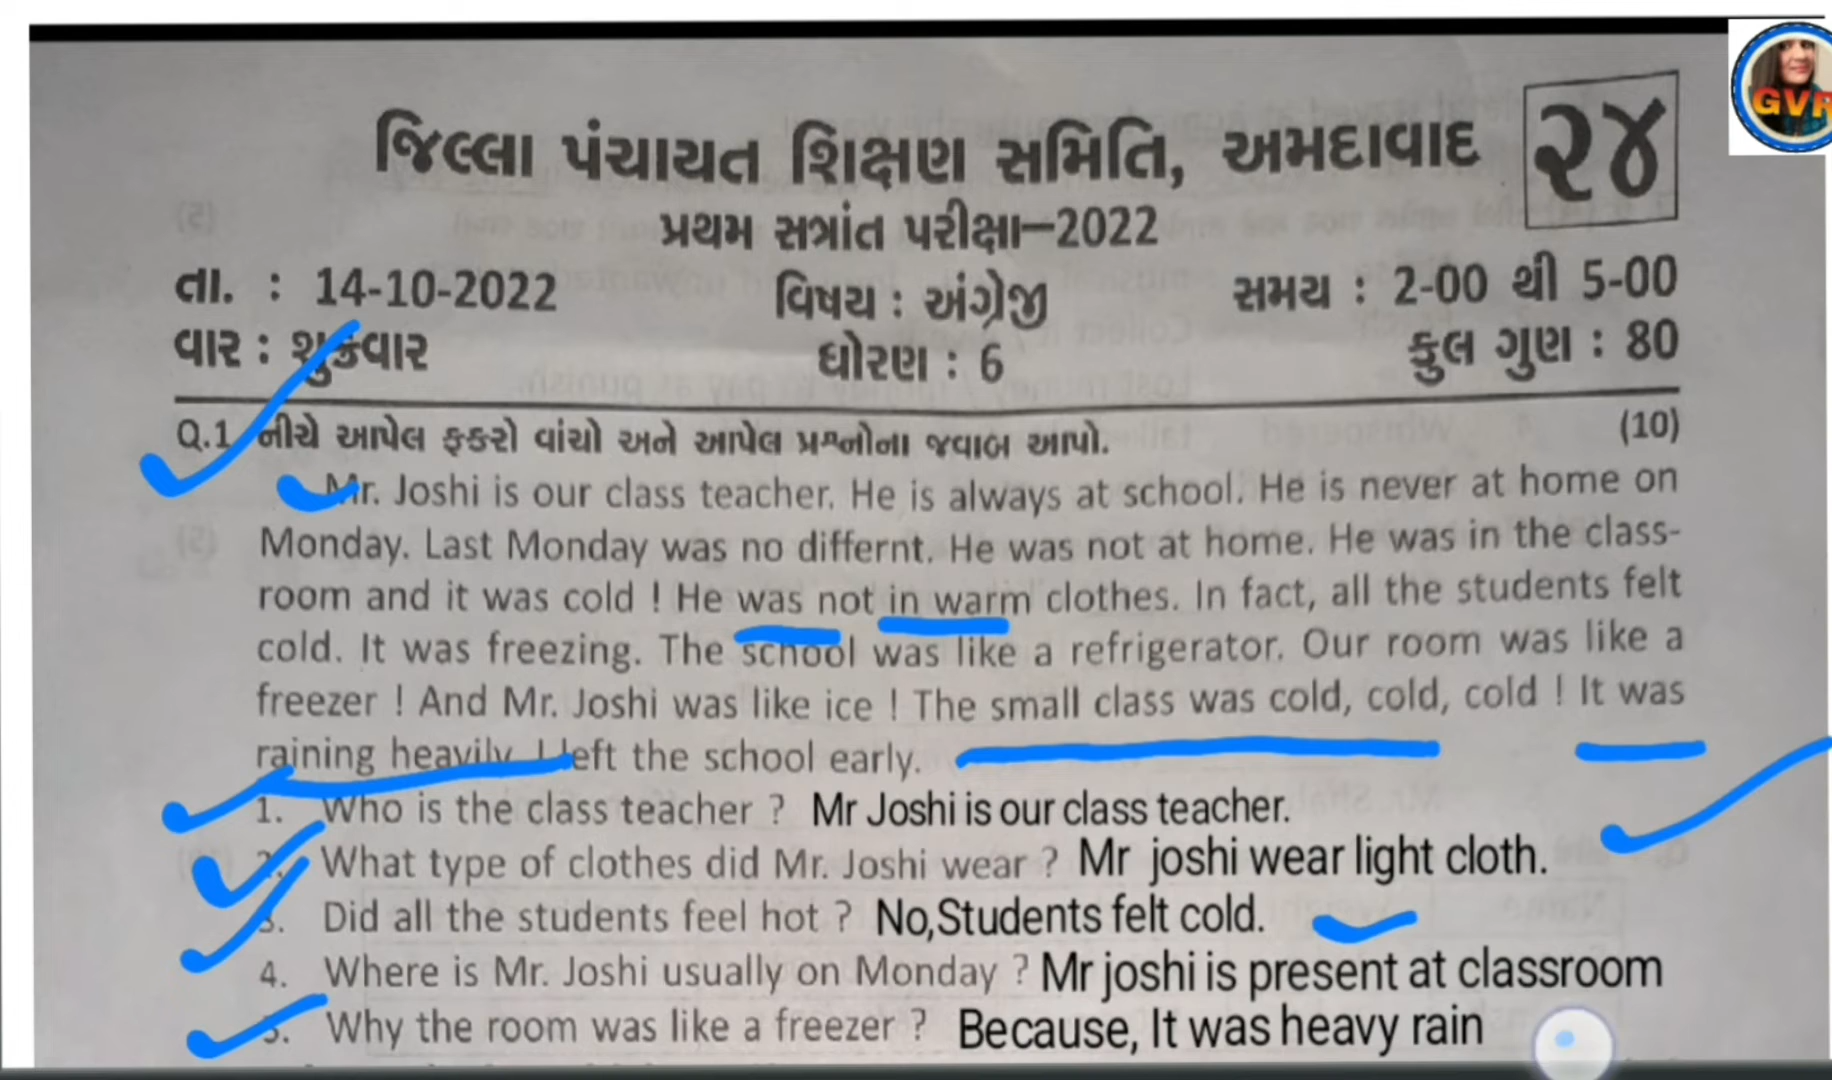 GVR
જિલ્લા પંચાયત શિક્ષણ સમિતિ, અમદાવાદ ૨૪
પ્રથમ સત્રાંત પરીક્ષા–2022
તા. : 14-10-2022 વિષય : અંગ્રેજી સમય : 2-00 થી 5-00
વાર : શુક્રવાર ધોરણ : 6 કુલ ગુણ : 80
Q.1 નીચે આપેલ ફકરો વાંચો અને આપેલ પ્રશ્નોના જવાબ આપો. (10)
Mr. Joshi is our class teacher. He is always at school. He is never at home on
Monday. Last Monday was no differnt. He was not at home. He was in the class-
room and it was cold ! He was not in warm clothes. In fact, all the students felt
cold. It was freezing. The school was like a refrigerator. Our room was like a
freezer ! And Mr. Joshi was like ice ! The small class was cold, cold, cold ! It was
raining heavily. I left the school early.
1. Who is the class teacher ? Mr Joshi is our class teacher.
2. What type of clothes did Mr. Joshi wear ? Mr joshi wear light cloth.
3. Did all the students feel hot ? No,Students felt cold.
4. Where is Mr. Joshi usually on Monday ? Mr joshi is present at classroom
5. Why the room was like a freezer ? Because, It was heavy rain